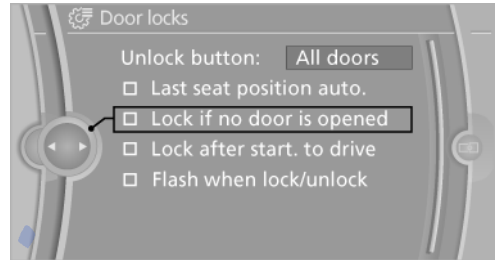 Door locks
Unlock button: All doors
Last seat position auto.
Lock if no door is opened
Lock after start. to drive
Flash when lock/unlock